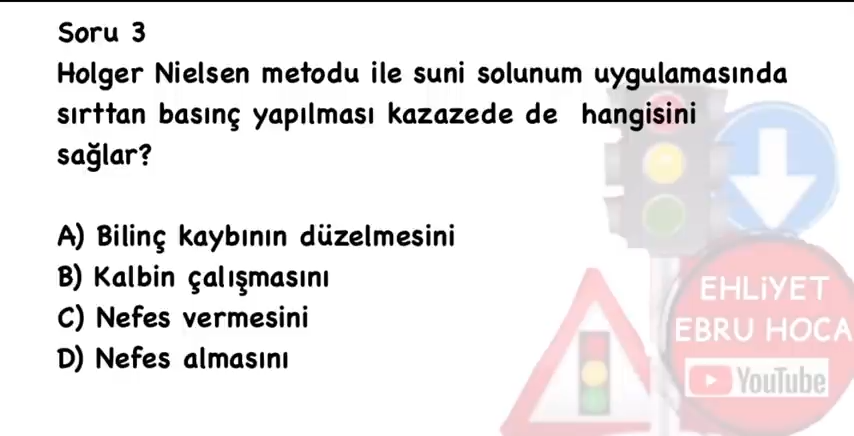 Soru 3
Holger Nielsen metodu ile suni solunum uygulamasında
sırttan basınç yapılması kazazede de hangisini
sağlar?
A) Bilinç kaybının düzelmesini
B) Kalbin çalışmasını
C) Nefes vermesini
D) Nefes almasını
EHLİYET
EBRU HOCA
YouTube